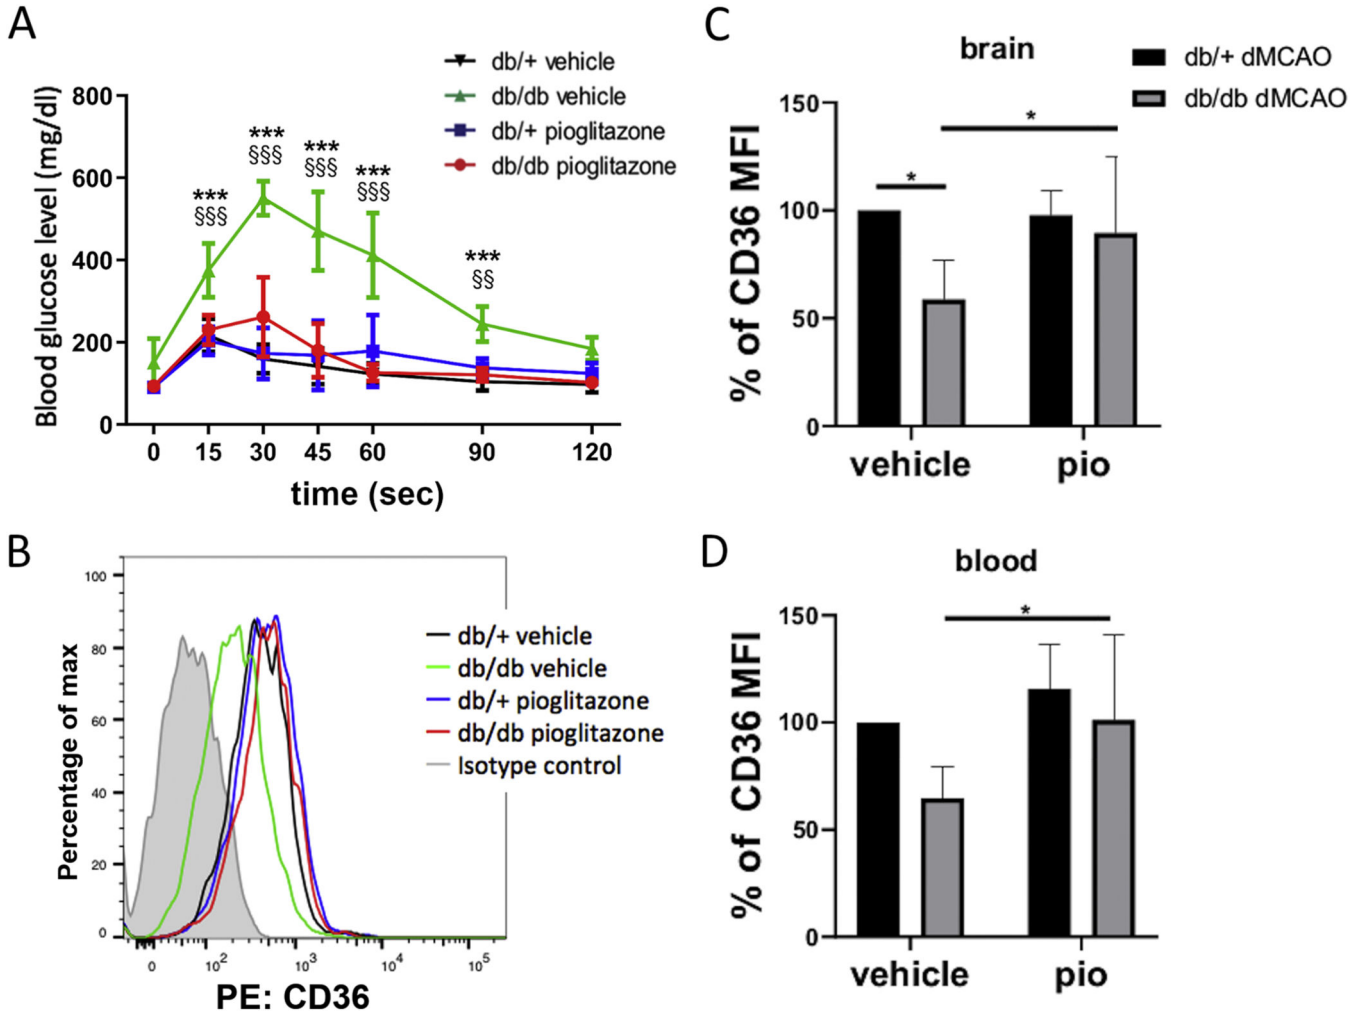 A
db/+ vehicle
db/db vehicle
db/+ pioglitazone
db/db pioglitazone
Blood glucose level (mg/dl)
800
600
400
200
0
***
§§§
***
§§§
***
§§§
***
§§§
***
§§
0 15 30 45 60 90 120
time (sec)
B
Percentage of max
100
80
60
40
20
0
db/+ vehicle
db/db vehicle
db/+ pioglitazone
db/db pioglitazone
Isotype control
0 10² 10³ 10⁴ 10⁵
PE: CD36
C
brain
db/+ dMCAO
db/db dMCAO
% of CD36 MFI
150
100
50
0
*
*
vehicle pio
D
blood
% of CD36 MFI
150
100
50
0
*
vehicle pio